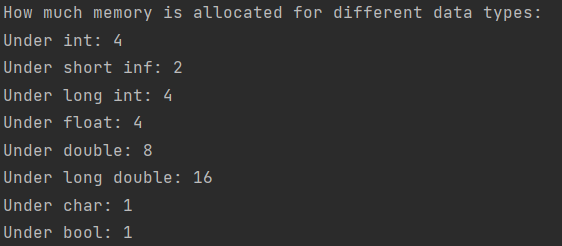 How much memory is allocated for different data types:
Under int: 4
Under short inf: 2
Under long int: 4
Under float: 4
Under double: 8
Under long double: 16
Under char: 1
Under bool: 1